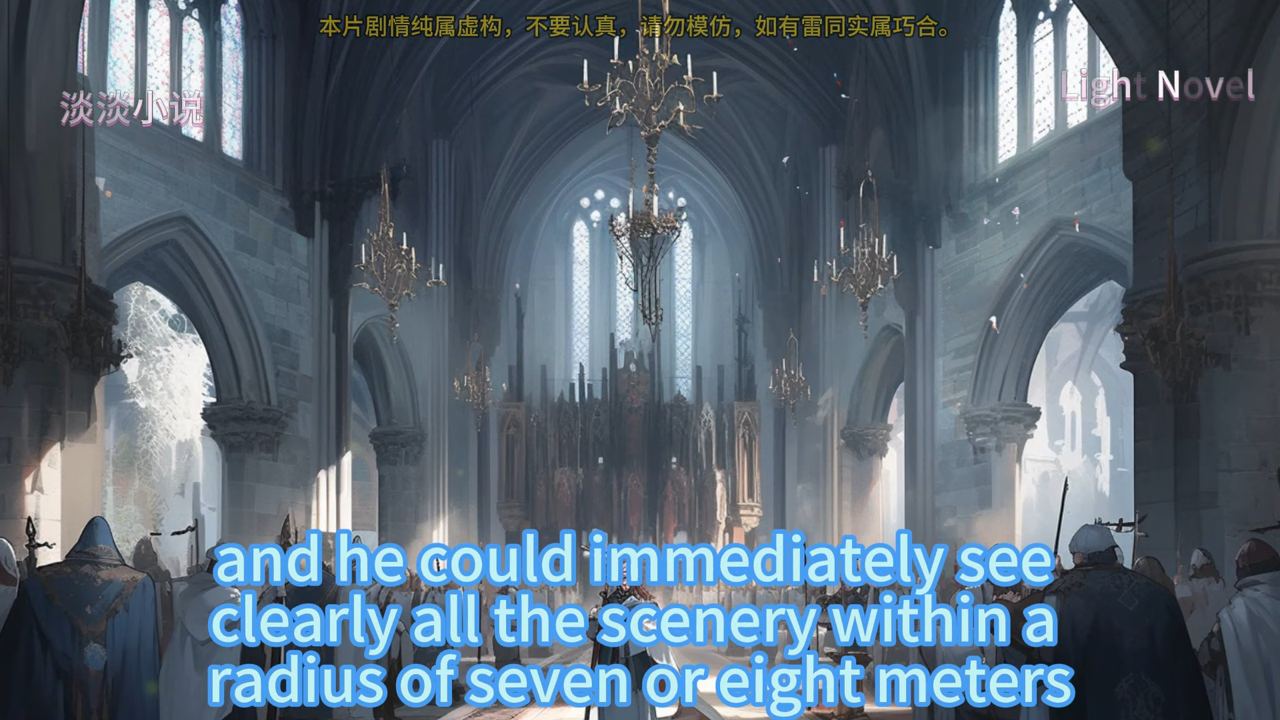 本片剧情纯属虚构，不要认真，请勿模仿，如有雷同实属巧合。
淡淡小说
Light Novel
and he could immediately see
clearly all the scenery within a
radius of seven or eight meters